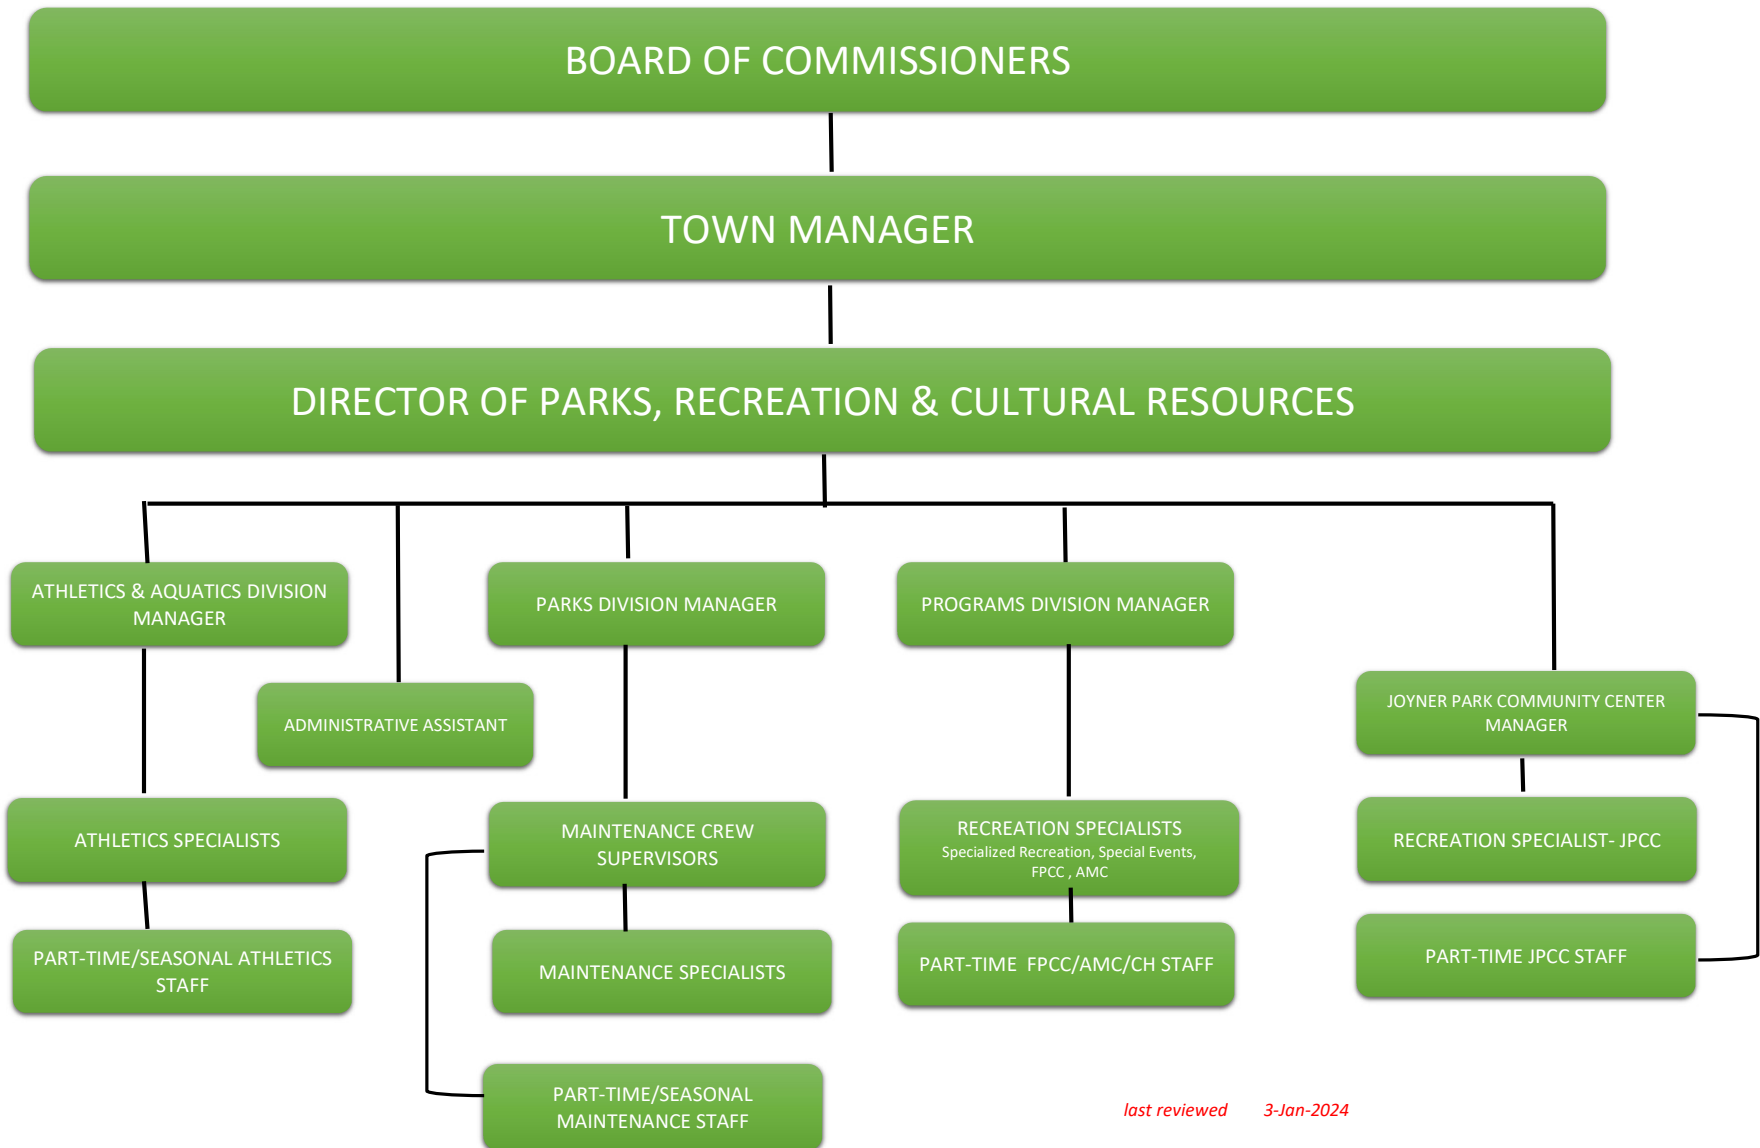 BOARD OF COMMISSIONERS
TOWN MANAGER
DIRECTOR OF PARKS, RECREATION & CULTURAL RESOURCES
ATHLETICS & AQUATICS DIVISION
MANAGER
PARKS DIVISION MANAGER
PROGRAMS DIVISION MANAGER
ADMINISTRATIVE ASSISTANT
JOYNER PARK COMMUNITY CENTER
MANAGER
ATHLETICS SPECIALISTS
MAINTENANCE CREW
SUPERVISORS
RECREATION SPECIALISTS
Specialized Recreation, Special Events,
FPCC , AMC
RECREATION SPECIALIST- JPCC
PART-TIME/SEASONAL ATHLETICS
STAFF
MAINTENANCE SPECIALISTS
PART-TIME FPCC/AMC/CH STAFF
PART-TIME JPCC STAFF
PART-TIME/SEASONAL
MAINTENANCE STAFF
last reviewed 3-Jan-2024